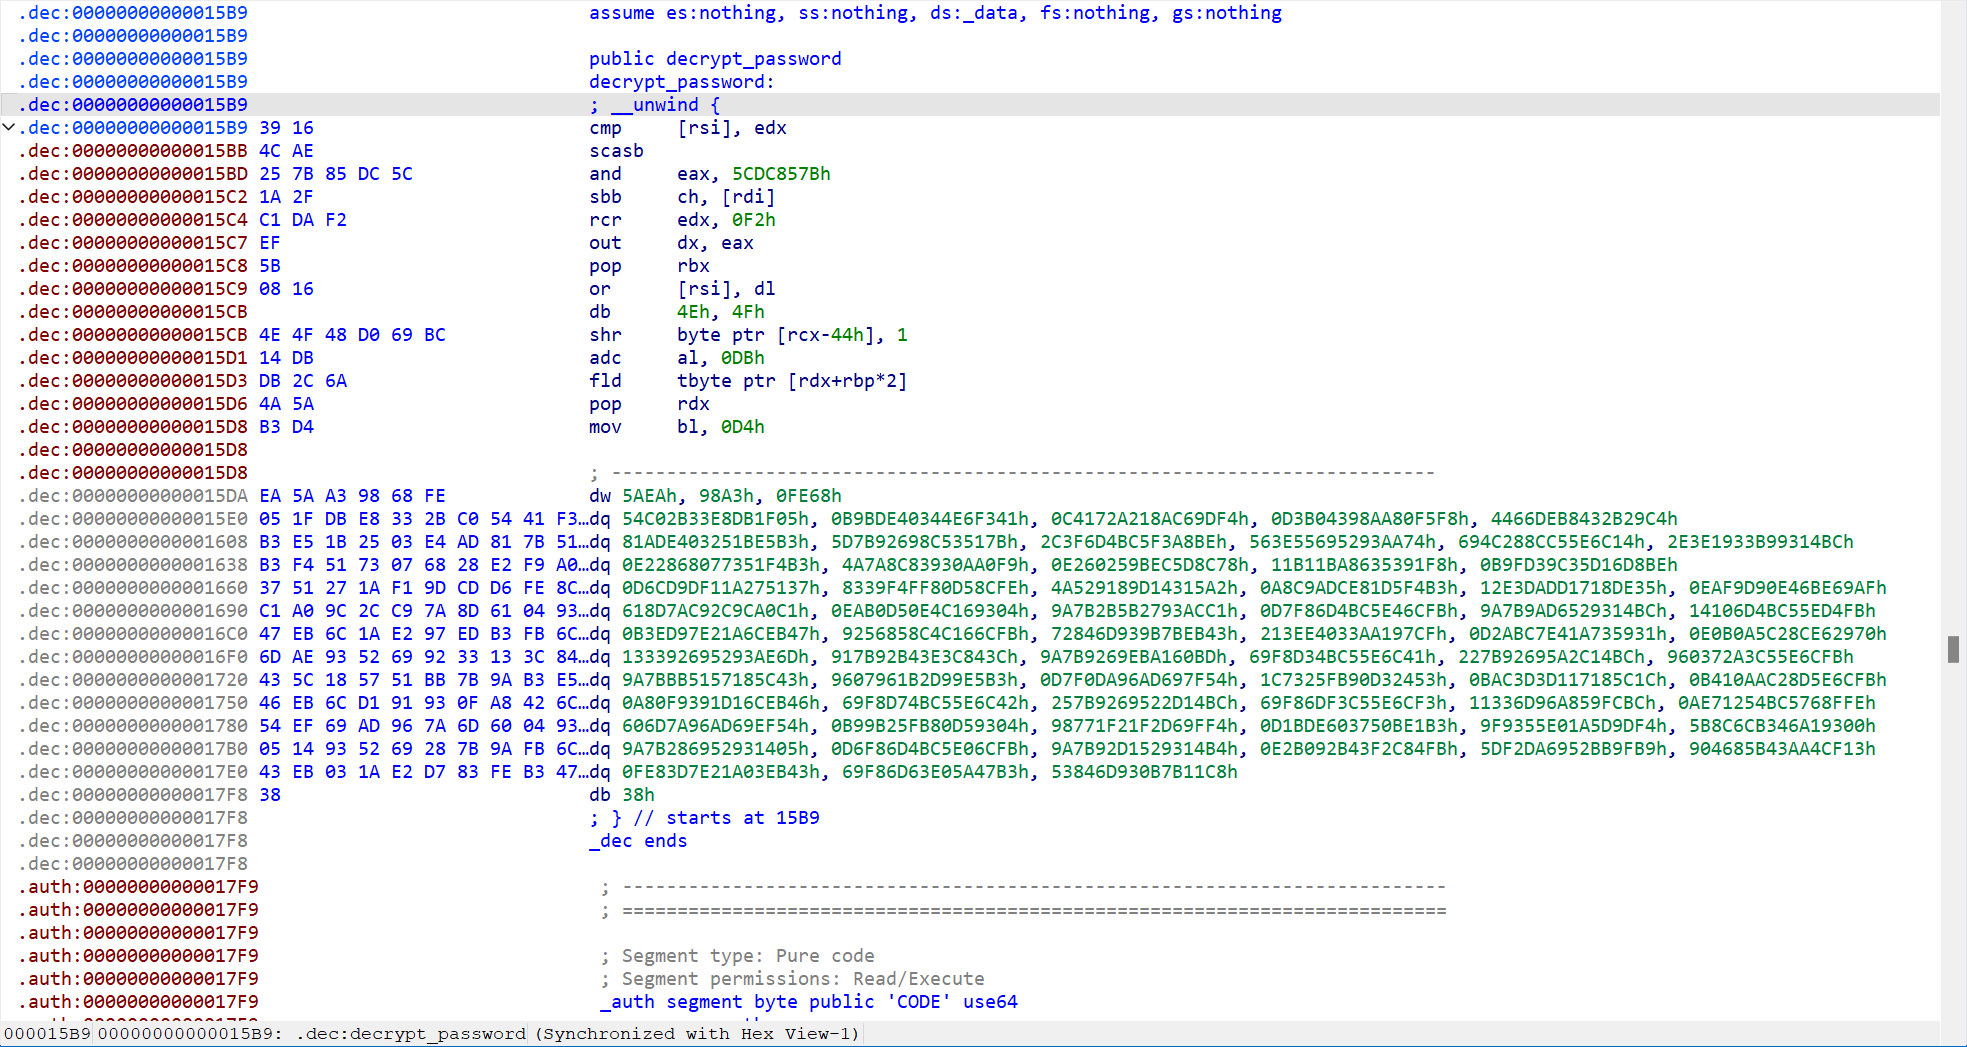 .dec:00000000000015B9 assume es:nothing, ss:nothing, ds:_data, fs:nothing, gs:nothing
.dec:00000000000015B9
.dec:00000000000015B9 public decrypt_password
.dec:00000000000015B9 decrypt_password:
.dec:00000000000015B9 ; __unwind {
.dec:00000000000015B9 39 16 cmp [rsi], edx
.dec:00000000000015BB 4C AE scasb
.dec:00000000000015BD 25 7B 85 DC 5C and eax, 5CDC857Bh
.dec:00000000000015C2 1A 2F sbb ch, [rdi]
.dec:00000000000015C4 C1 DA F2 rcr edx, 0F2h
.dec:00000000000015C7 EF out dx, eax
.dec:00000000000015C8 5B pop rbx
.dec:00000000000015C9 08 16 or [rsi], dl
.dec:00000000000015CB db 4Eh, 4Fh
.dec:00000000000015CB 4E 4F 48 D0 69 BC shr byte ptr [rcx-44h], 1
.dec:00000000000015D1 14 DB adc al, 0DBh
.dec:00000000000015D3 DB 2C 6A fld tbyte ptr [rdx+rbp*2]
.dec:00000000000015D6 4A 5A pop rdx
.dec:00000000000015D8 B3 D4 mov bl, 0D4h
.dec:00000000000015D8
.dec:00000000000015D8 ; ---------------------------------------------------------------------------
.dec:00000000000015DA EA 5A A3 98 68 FE dw 5AEAh, 98A3h, 0FE68h
.dec:00000000000015E0 05 1F DB E8 33 2B C0 54 41 F3…dq 54C02B33E8DB1F05h, 0B9BDE40344E6F341h, 0C4172A218AC69DF4h, 0D3B04398AA80F5F8h, 4466DEB8432B29C4h
.dec:0000000000001608 B3 E5 1B 25 03 E4 AD 81 7B 51…dq 81ADE403251BE5B3h, 5D7B92698C53517Bh, 2C3F6D4BC5F3A8BEh, 563E55695293AA74h, 694C288CC55E6C14h, 2E3E1933B99314BCh
.dec:0000000000001638 B3 F4 51 73 07 68 28 E2 F9 A0…dq 0E22868077351F4B3h, 4A7A8C83930AA0F9h, 0E260259BEC5D8C78h, 11B11BA8635391F8h, 0B9FD39C35D16D8BEh
.dec:0000000000001660 37 51 27 1A F1 9D CD D6 FE 8C…dq 0D6CD9DF11A275137h, 8339F4FF80D58CFEh, 4A529189D14315A2h, 0A8C9ADCE81D5F4B3h, 12E3DADD1718DE35h, 0EAF9D90E46BE69AFh
.dec:0000000000001690 C1 A0 9C 2C C9 7A 8D 61 04 93…dq 618D7AC92C9CA0C1h, 0EAB0D50E4C169304h, 9A7B2B5B2793ACC1h, 0D7F86D4BC5E46CFBh, 9A7B9AD6529314BCh, 14106D4BC55ED4FBh
.dec:00000000000016C0 47 EB 6C 1A E2 97 ED B3 FB 6C…dq 0B3ED97E21A6CEB47h, 9256858C4C166CFBh, 72846D939B7BEB43h, 213EE4033AA197CFh, 0D2ABC7E41A735931h, 0E0B0A5C28CE62970h
.dec:00000000000016F0 6D AE 93 52 69 92 33 13 3C 84…dq 133392695293AE6Dh, 917B92B43E3C843Ch, 9A7B9269EBA160BDh, 69F8D34BC55E6C41h, 227B92695A2C14BCh, 960372A3C55E6CFBh
.dec:0000000000001720 43 5C 18 57 51 BB 7B 9A B3 E5…dq 9A7BBB5157185C43h, 9607961B2D99E5B3h, 0D7F0DA96AD697F54h, 1C7325FB90D32453h, 0BAC3D3D117185C1Ch, 0B410AAC28D5E6CFBh
.dec:0000000000001750 46 EB 6C D1 91 93 0F A8 42 6C…dq 0A80F9391D16CEB46h, 69F8D74BC55E6C42h, 257B9269522D14BCh, 69F86DF3C55E6CF3h, 11336D96A859FCBCh, 0AE71254BC5768FFEh
.dec:0000000000001780 54 EF 69 AD 96 7A 6D 60 04 93…dq 606D7A96AD69EF54h, 0B99B25FB80D59304h, 98771F21F2D69FF4h, 0D1BDE603750BE1B3h, 9F9355E01A5D9DF4h, 5B8C6CB346A19300h
.dec:00000000000017B0 05 14 93 52 69 28 7B 9A FB 6C…dq 9A7B286952931405h, 0D6F86D4BC5E06CFBh, 9A7B92D1529314B4h, 0E2B092B43F2C84FBh, 5DF2DA6952BB9FB9h, 904685B43AA4CF13h
.dec:00000000000017E0 43 EB 03 1A E2 D7 83 FE B3 47…dq 0FE83D7E21A03EB43h, 69F86D63E05A47B3h, 53846D930B7B11C8h
.dec:00000000000017F8 38 db 38h
.dec:00000000000017F8 ; } // starts at 15B9
.dec:00000000000017F8 _dec ends
.dec:00000000000017F8
.auth:00000000000017F9 ; ---------------------------------------------------------------------------
.auth:00000000000017F9 ; ===========================================================================
.auth:00000000000017F9
.auth:00000000000017F9 ; Segment type: Pure code
.auth:00000000000017F9 ; Segment permissions: Read/Execute
.auth:00000000000017F9 _auth segment byte public 'CODE' use64
000015B9 00000000000015B9: .dec:decrypt_password (Synchronized with Hex View-1)